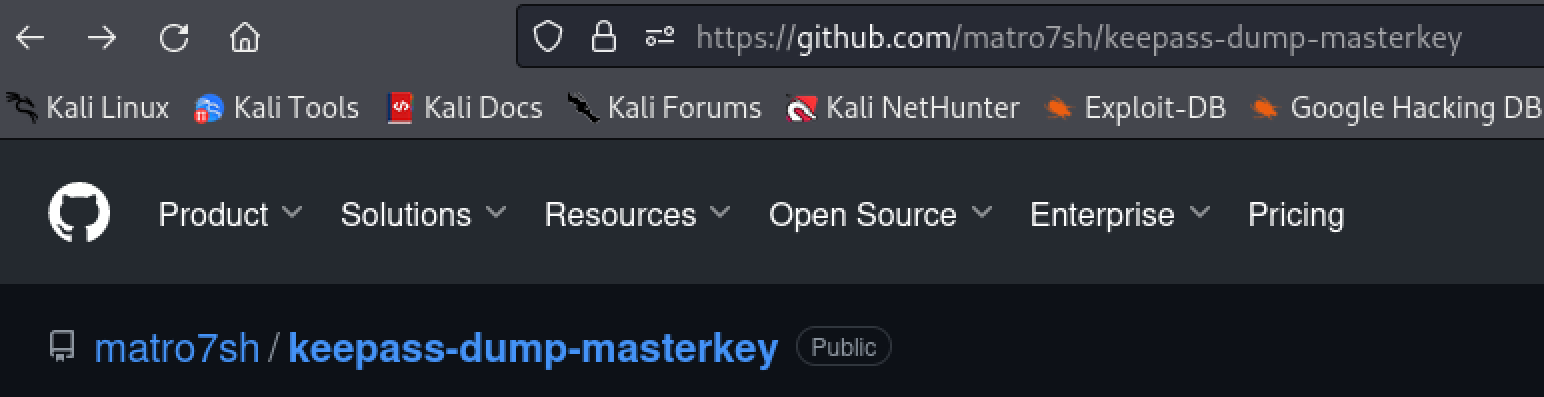 https://github.com/matro7sh/keepass-dump-masterkey
Kali Linux Kali Tools Kali Docs Kali Forums Kali NetHunter Exploit-DB Google Hacking DB
Product Solutions Resources Open Source Enterprise Pricing
matro7sh / keepass-dump-masterkey Public